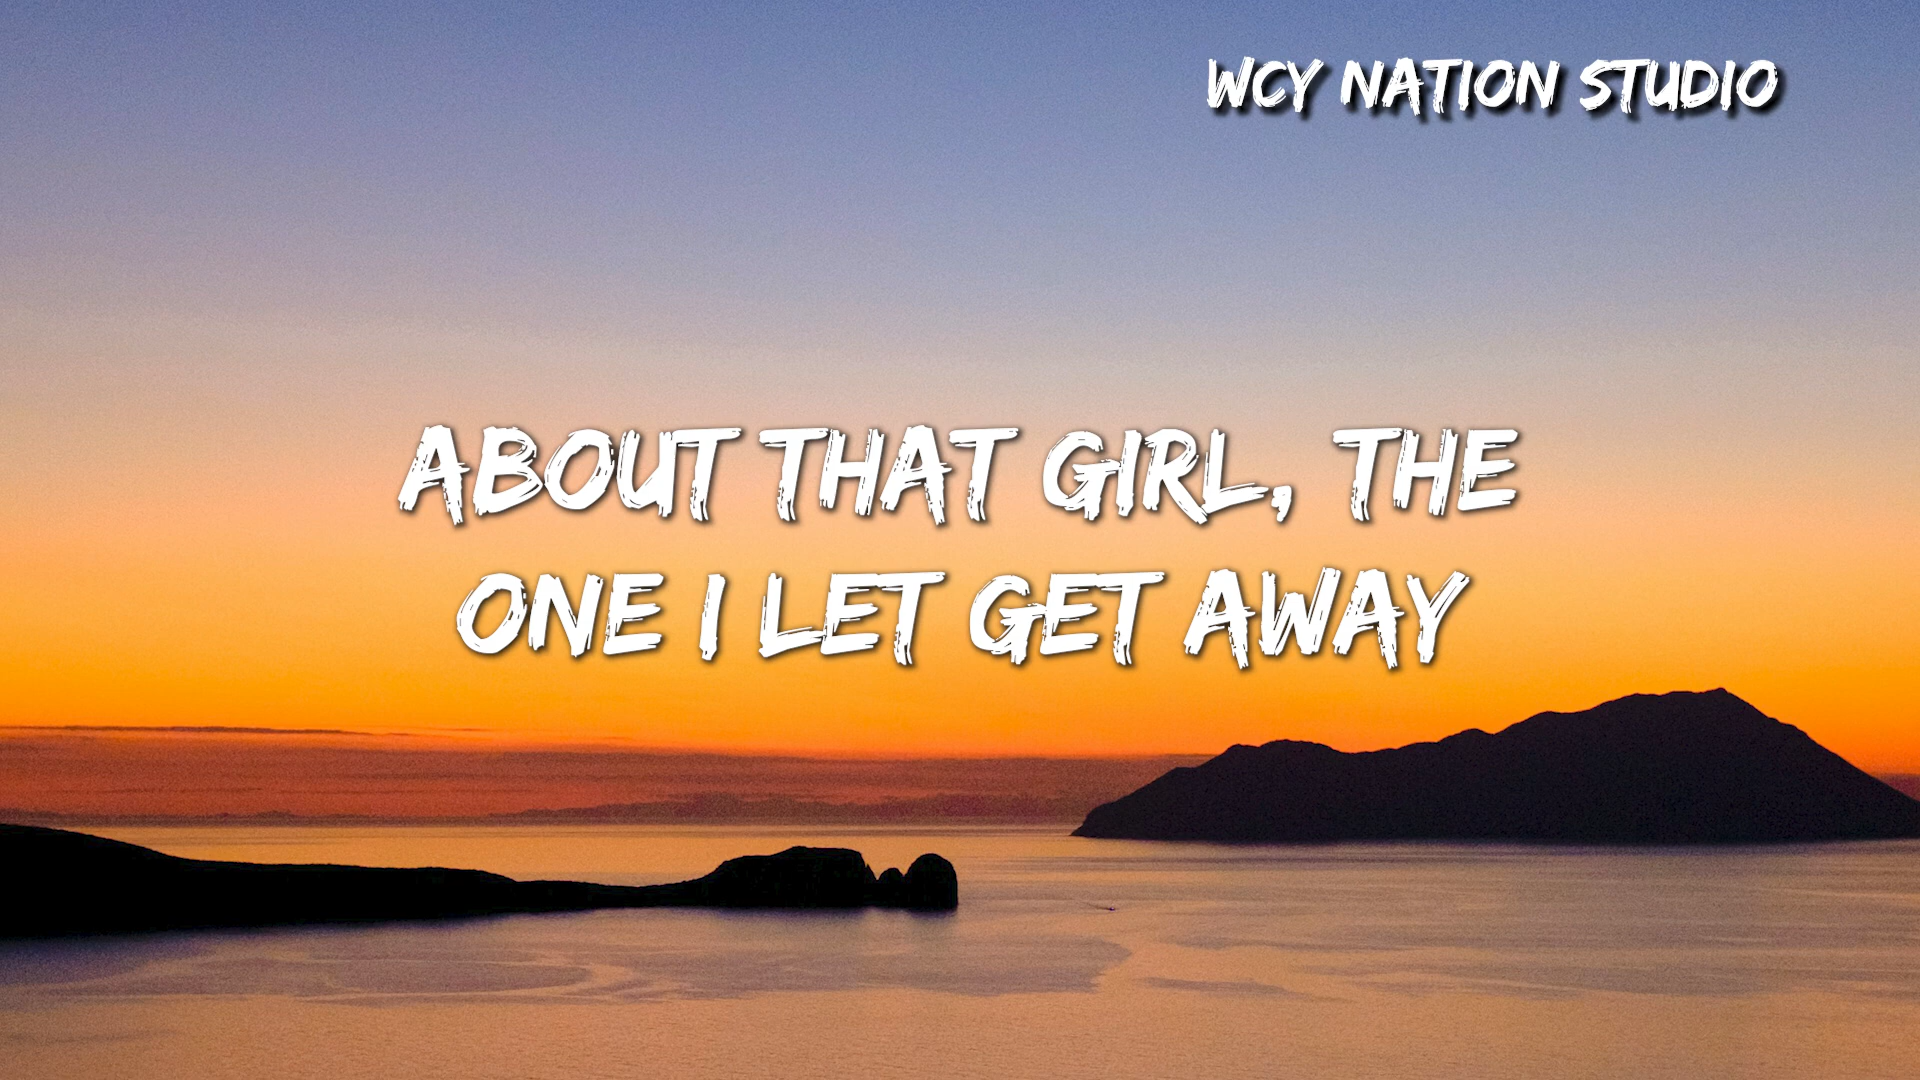 WCY NATION STUDIO
ABOUT THAT GIRL, THE
ONE I LET GET AWAY